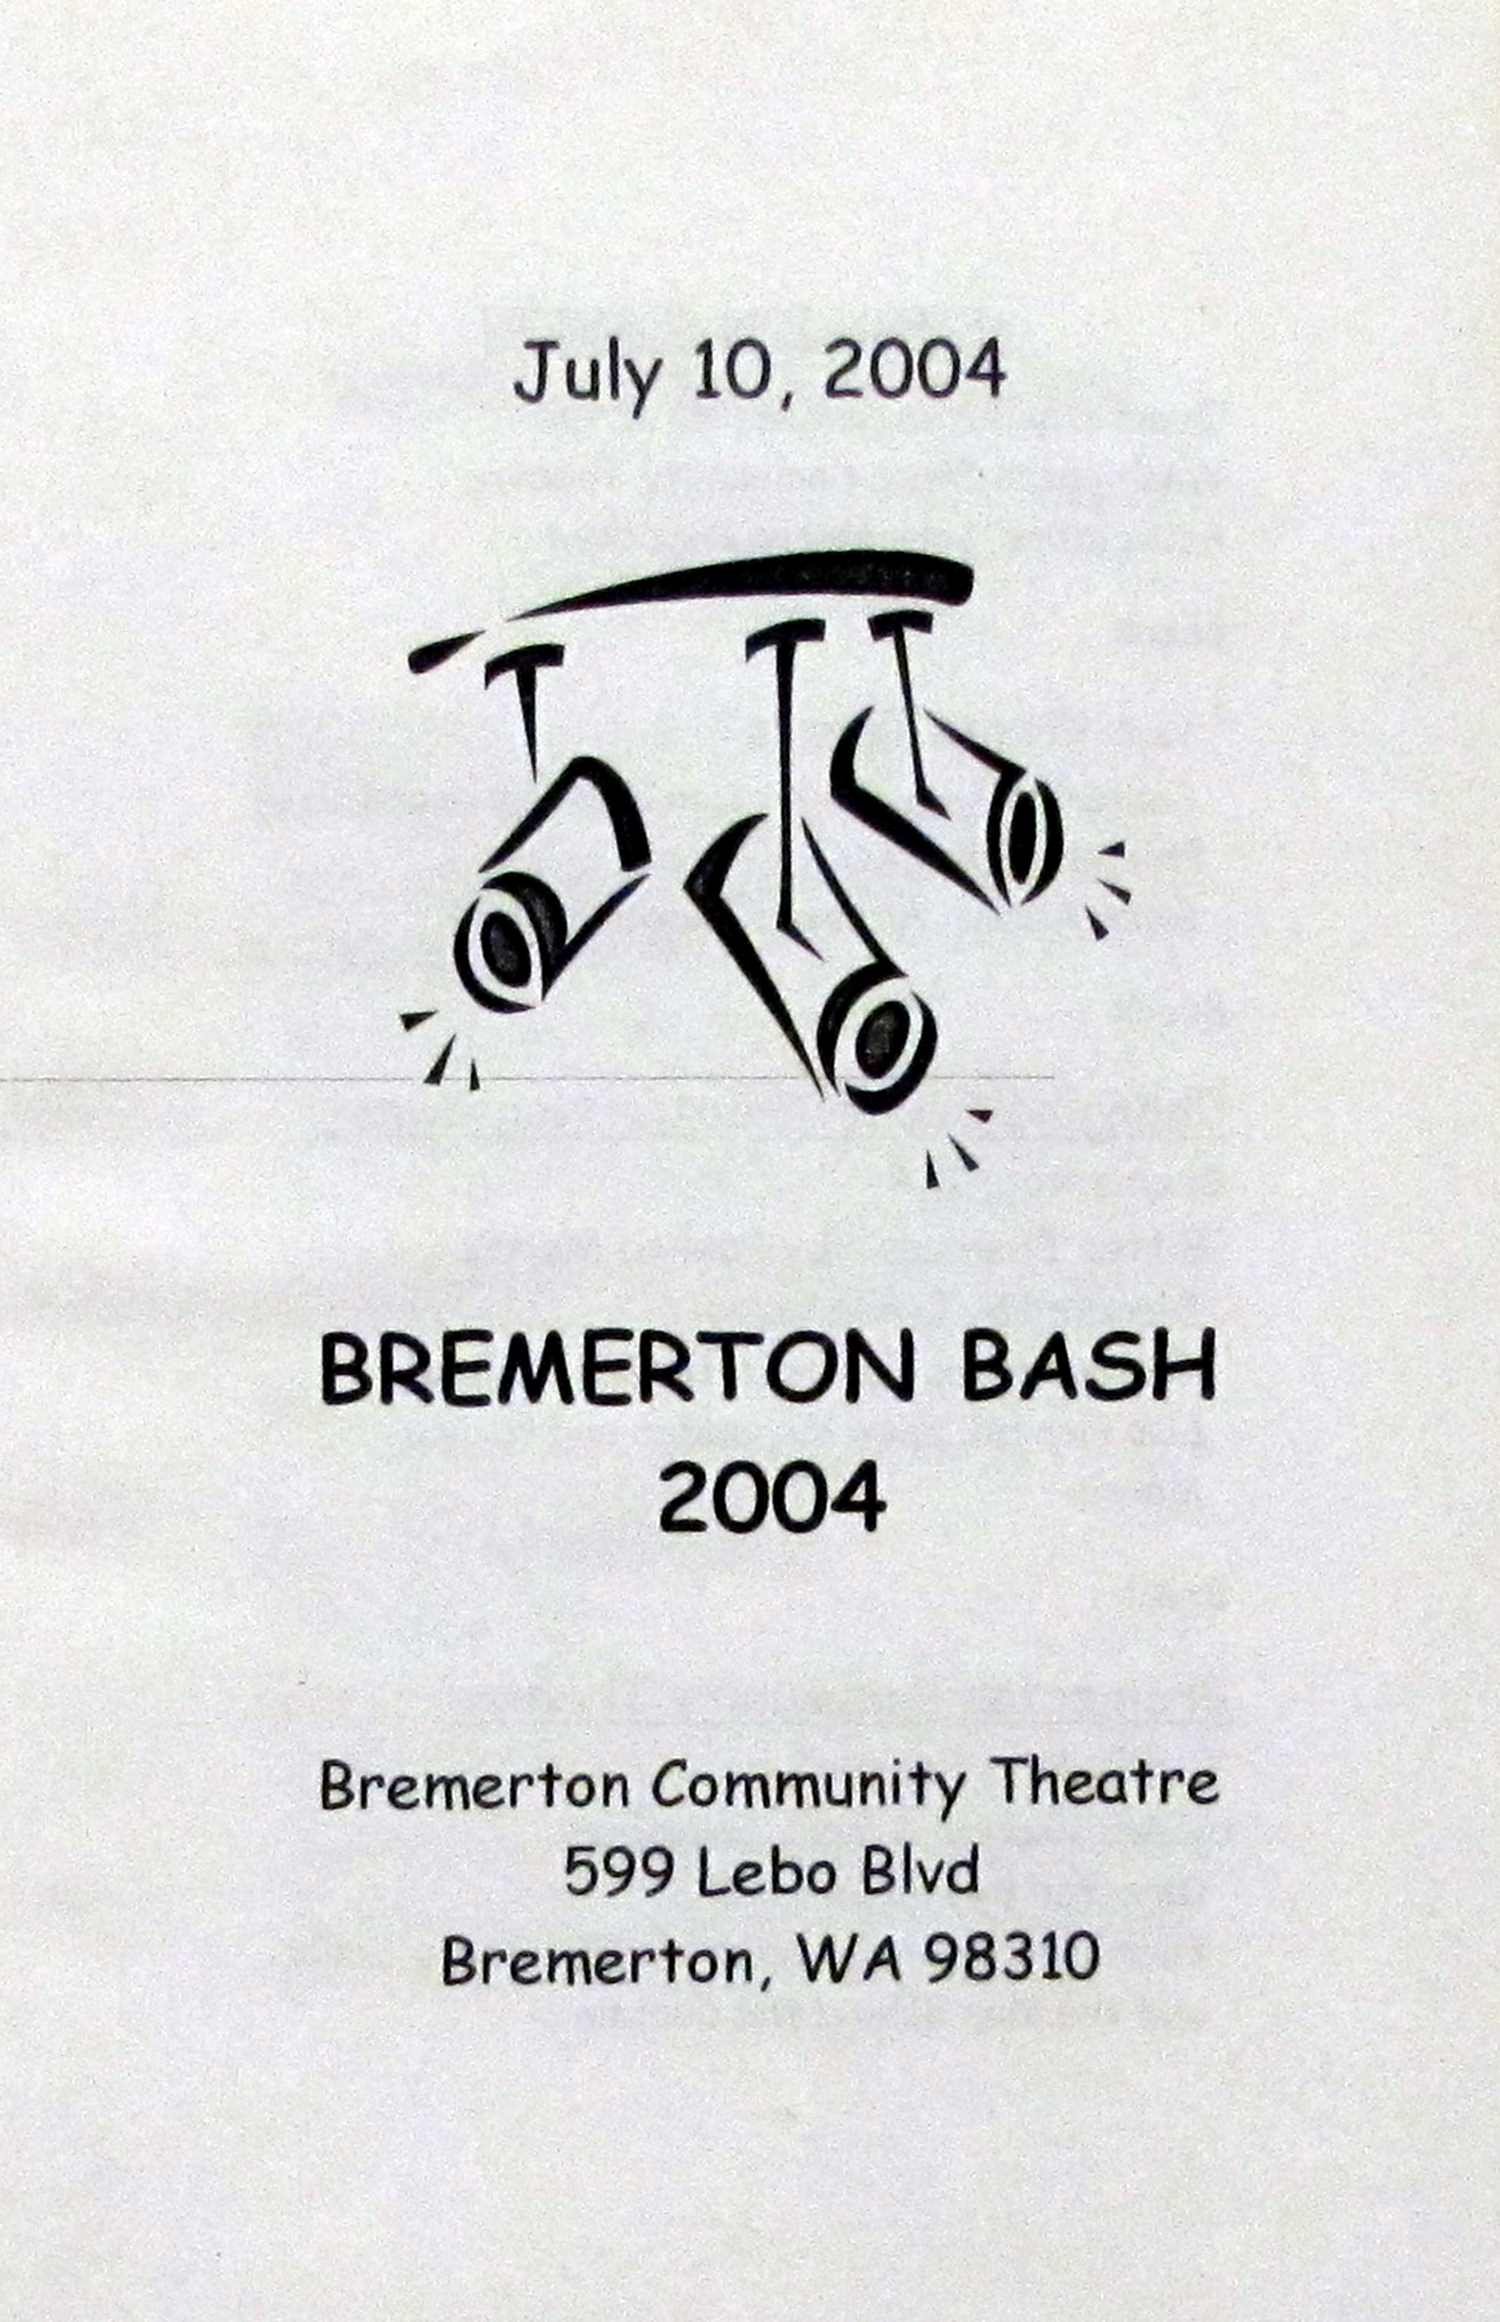 July 10, 2004
BREMERTON BASH
2004
Bremerton Community Theatre
599 Lebo Blvd
Bremerton, WA 98310